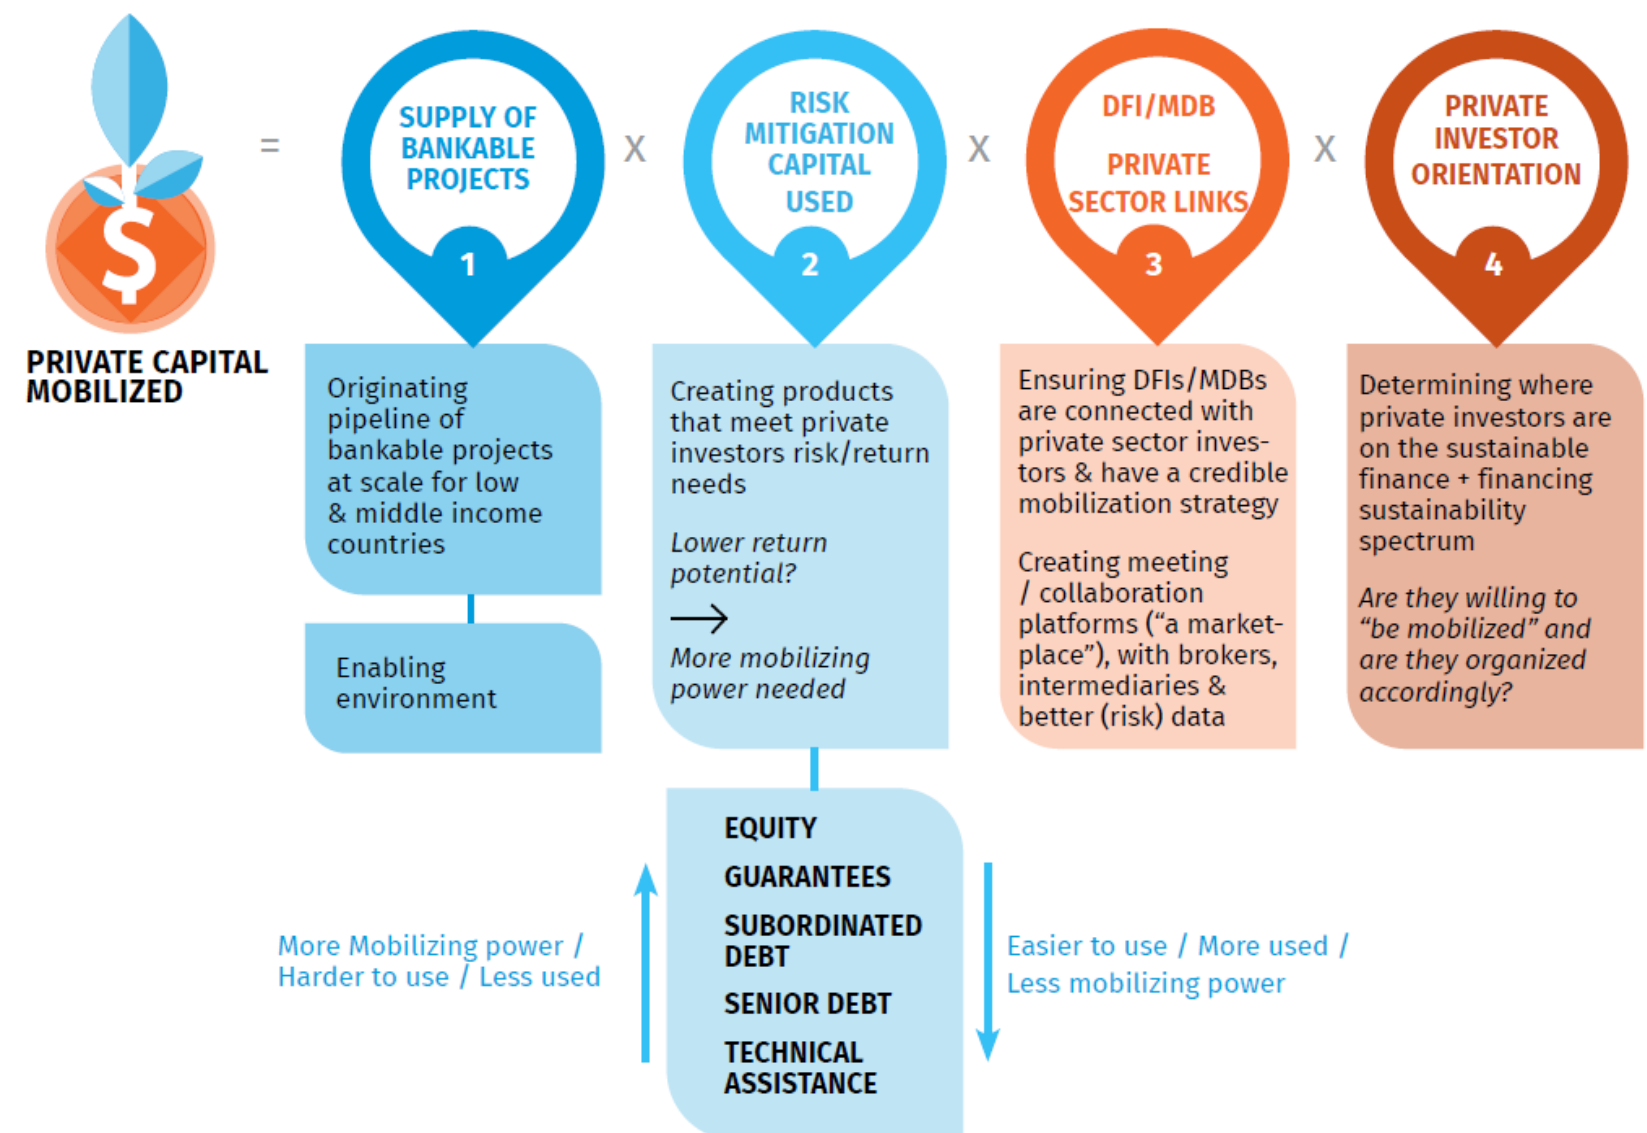 $
PRIVATE CAPITAL
MOBILIZED
=
SUPPLY OF
BANKABLE
PROJECTS
1
X
RISK
MITIGATION
CAPITAL
USED
2
X
DFI/MDB
PRIVATE
SECTOR LINKS
3
X
PRIVATE
INVESTOR
ORIENTATION
4
Originating
pipeline of
bankable projects
at scale for low
& middle income
countries
Enabling
environment
Creating products
that meet private
investors risk/return
needs
Lower return
potential?
More mobilizing
power needed
Ensuring DFIs/MDBs
are connected with
private sector inves-
tors & have a credible
mobilization strategy
Creating meeting
/ collaboration
platforms (“a market-
place”), with brokers,
intermediaries &
better (risk) data
Determining where
private investors are
on the sustainable
finance + financing
sustainability
spectrum
Are they willing to
“be mobilized” and
are they organized
accordingly?
More Mobilizing power /
Harder to use / Less used
EQUITY
GUARANTEES
SUBORDINATED
DEBT
SENIOR DEBT
TECHNICAL
ASSISTANCE
Easier to use / More used /
Less mobilizing power